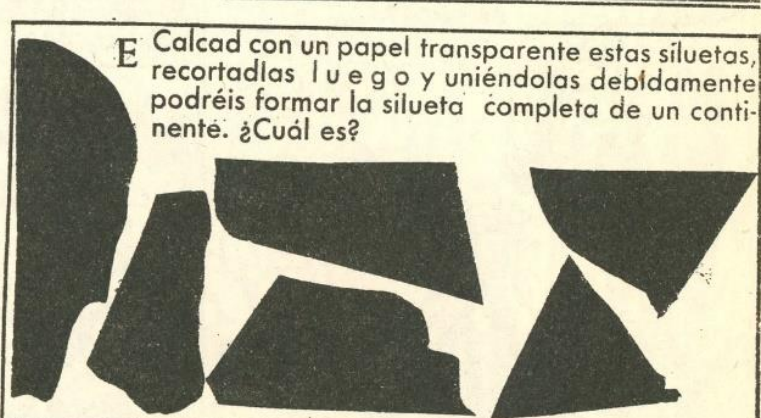 E Calcad con un papel transparente estas siluetas,
recortadlas luego y uniéndolas debidamente
podréis formar la silueta completa de un conti-
nente. ¿Cuál es?